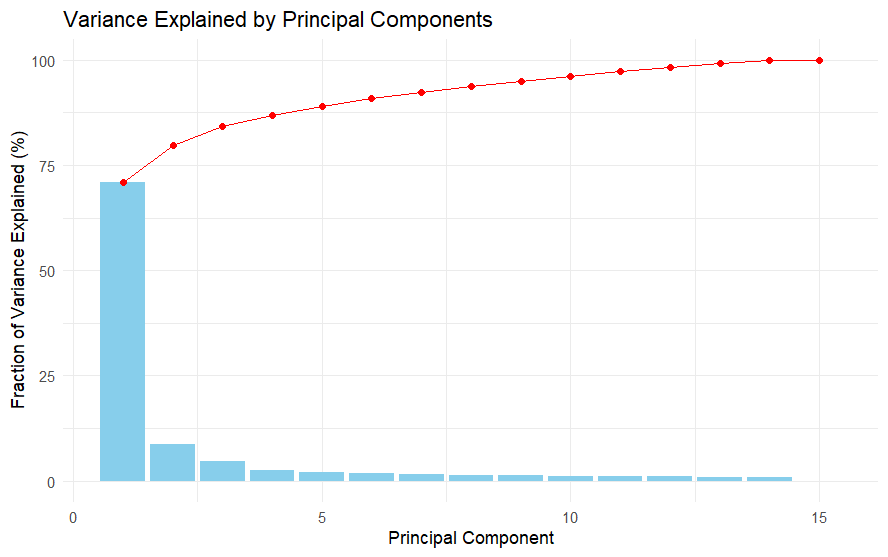 Variance Explained by Principal Components
Fraction of Variance Explained (%)
100
75
50
25
0
0 5 10 15
Principal Component